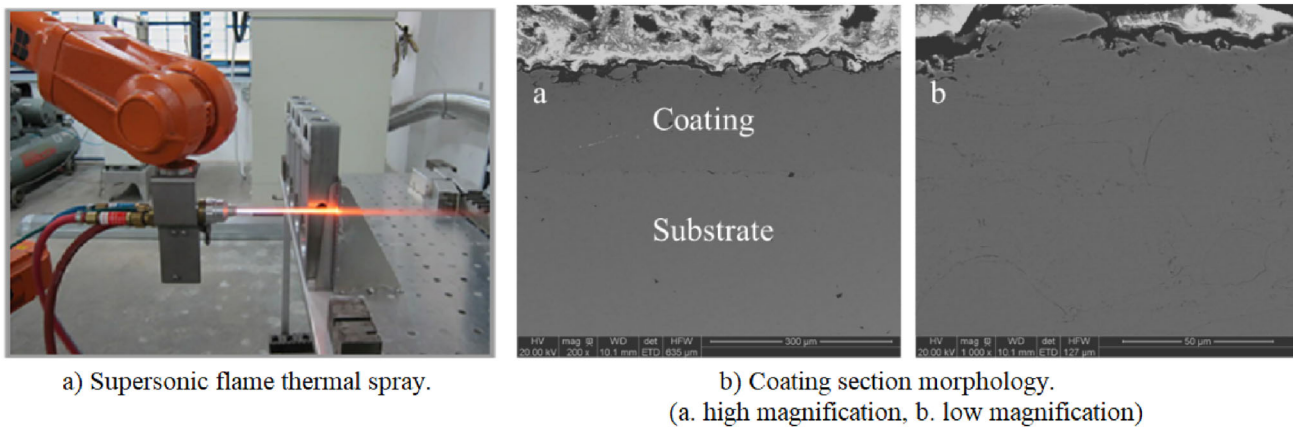 a
Coating
Substrate
HV mag @ WD det HFW
20.00 kV 200 x 10.1 mm ETD 635 µm 300 µm
b
HV mag @ WD det HFW
20.00 kV 1 000 x 10.1 mm ETD 127 µm 50 µm
a) Supersonic flame thermal spray.
b) Coating section morphology.
(a. high magnification, b. low magnification)